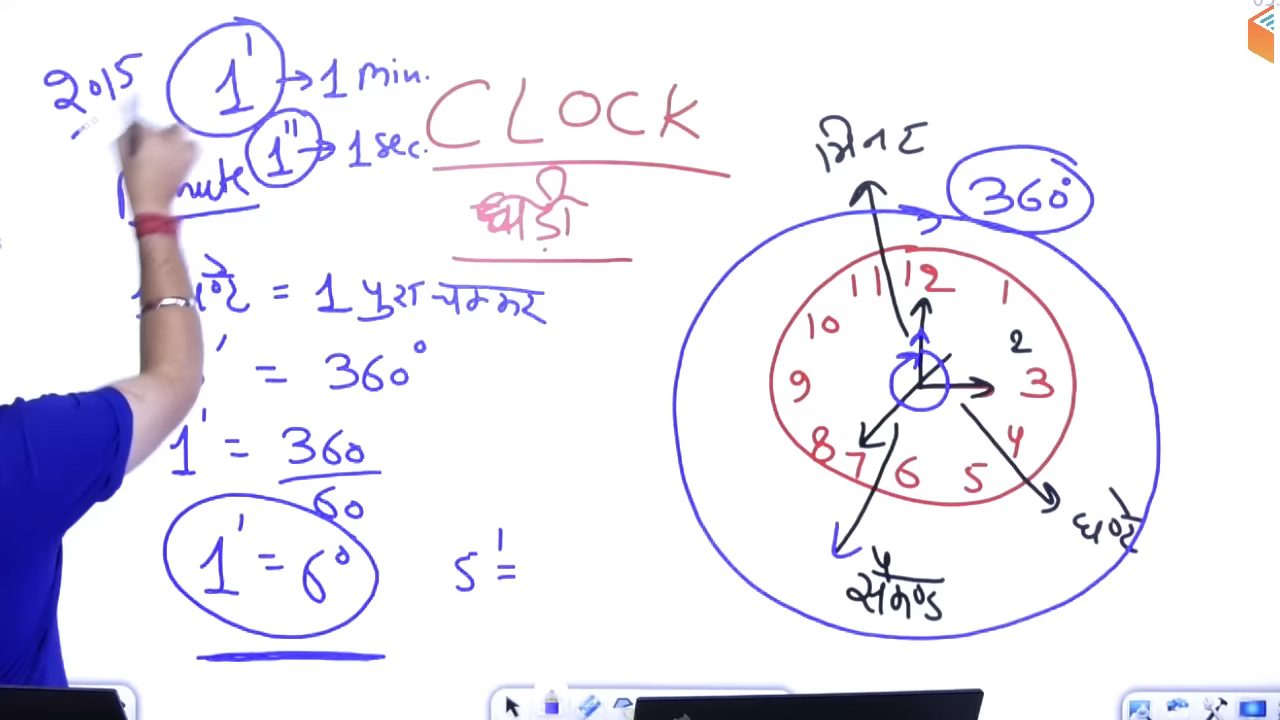 2015
1' → 1 min.
1" → 1 sec.
CLOCK
घड़ी
= 1 पुरा चक्कर
' = 360°
1' = 360
60
1' = 6°
5' =
मिनट
360°
12
11
1
10
2
9
3
8
4
7
6
5
घण्टे
सेकण्ड